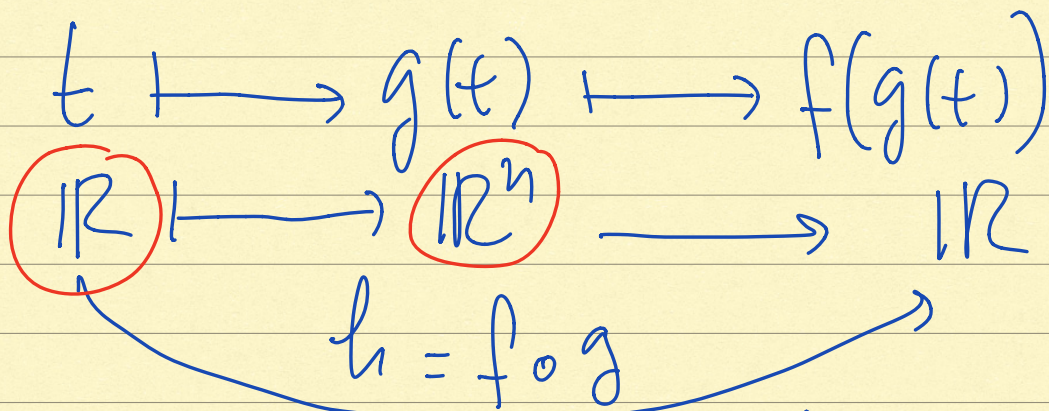 t ↦ g(t) ↦ f(g(t))
ℝ ↦ ℝⁿ → ℝ
h = f ∘ g